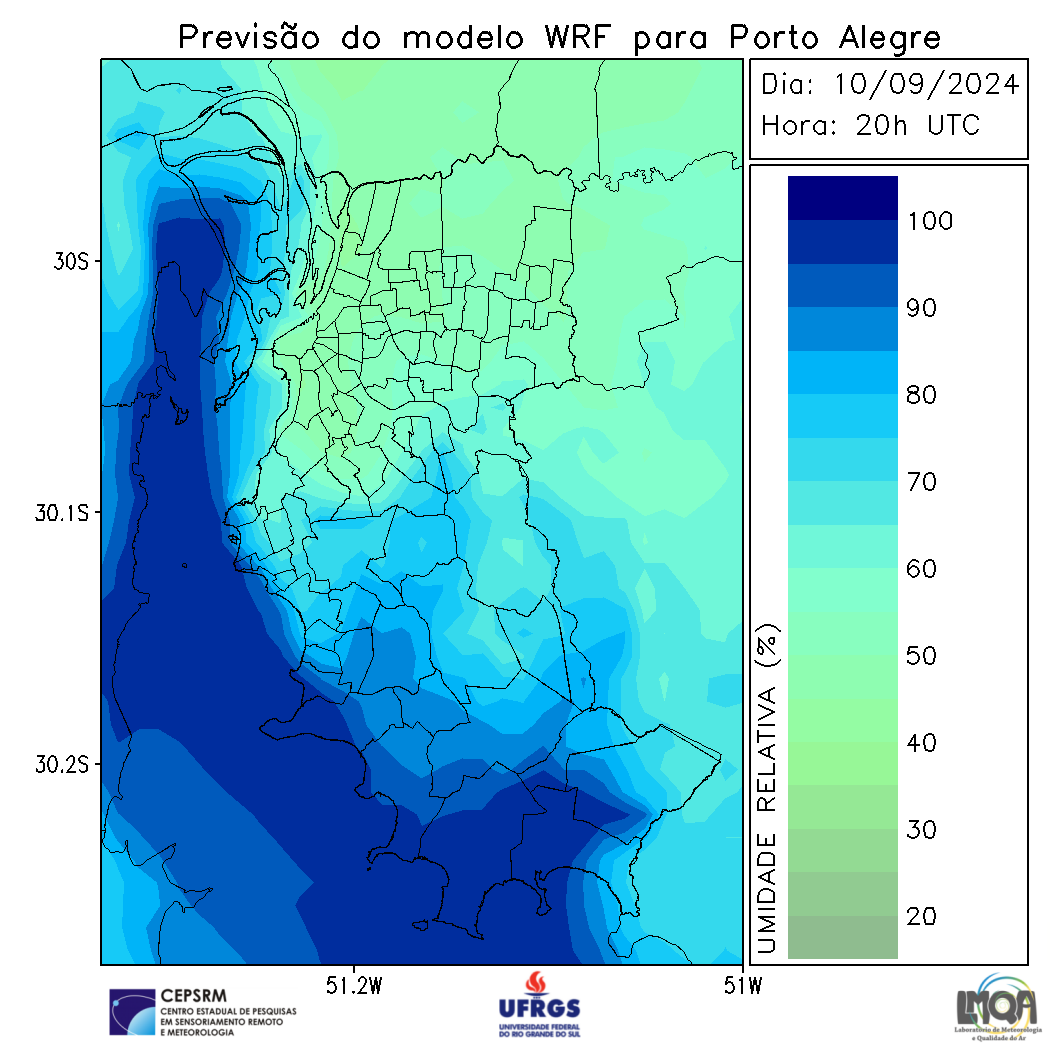 Previsão do modelo WRF para Porto Alegre
Dia: 10/09/2024
Hora: 20h UTC
30S
30.1S
30.2S
51.2W
51W
100
90
80
70
60
50
40
30
20
UMIDADE RELATIVA (%)
CEPSRM
CENTRO ESTADUAL DE PESQUISAS
EM SENSORIAMENTO REMOTO
E METEOROLOGIA
UFRGS
UNIVERSIDADE FEDERAL
DO RIO GRANDE DO SUL
LMQA
Laboratório de Meteorologia
e Qualidade do Ar